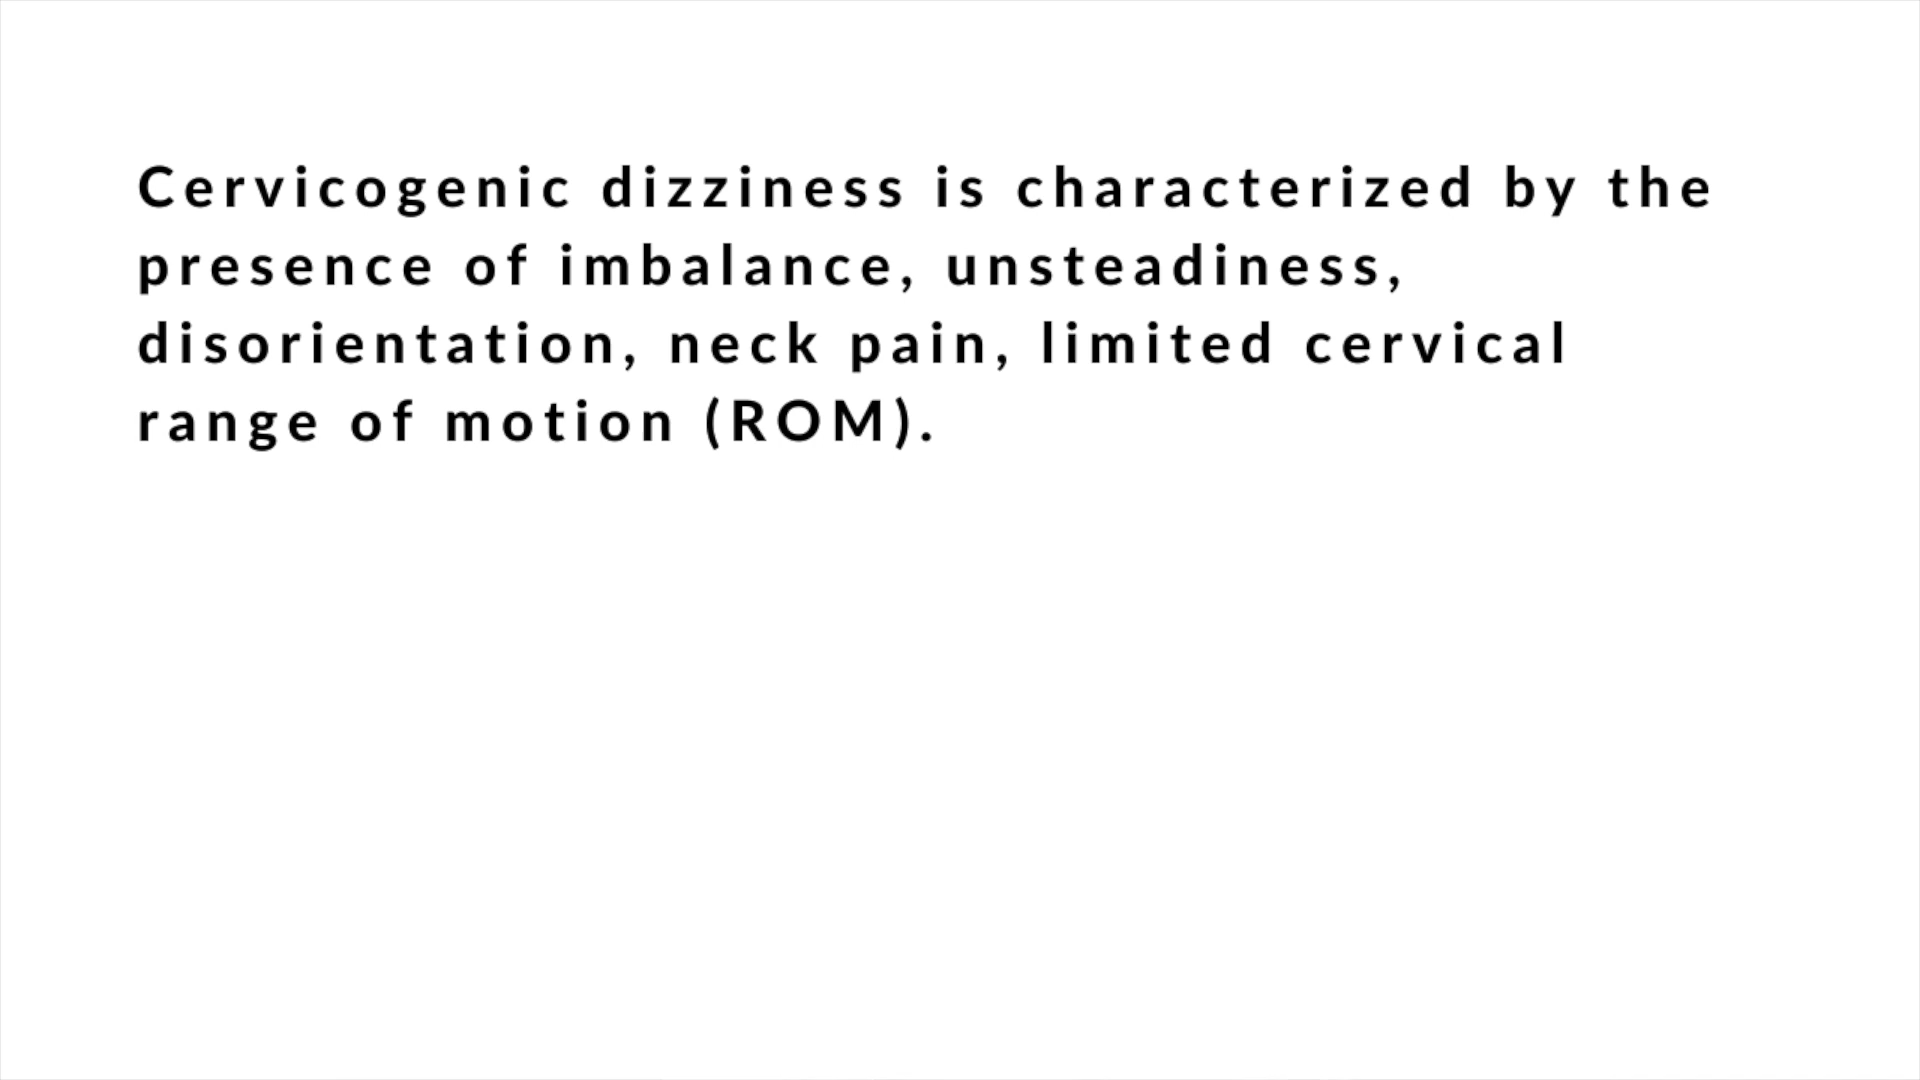 Cervicogenic dizziness is characterized by the
presence of imbalance, unsteadiness,
disorientation, neck pain, limited cervical
range of motion (ROM).